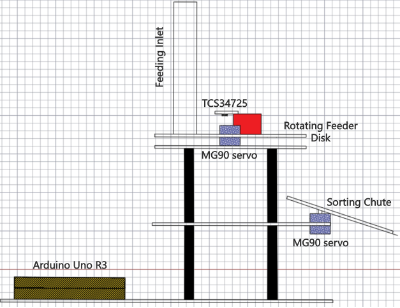 Feeding Inlet
TCS34725
Rotating Feeder
Disk
MG90 servo
Sorting Chute
MG90 servo
Arduino Uno R3